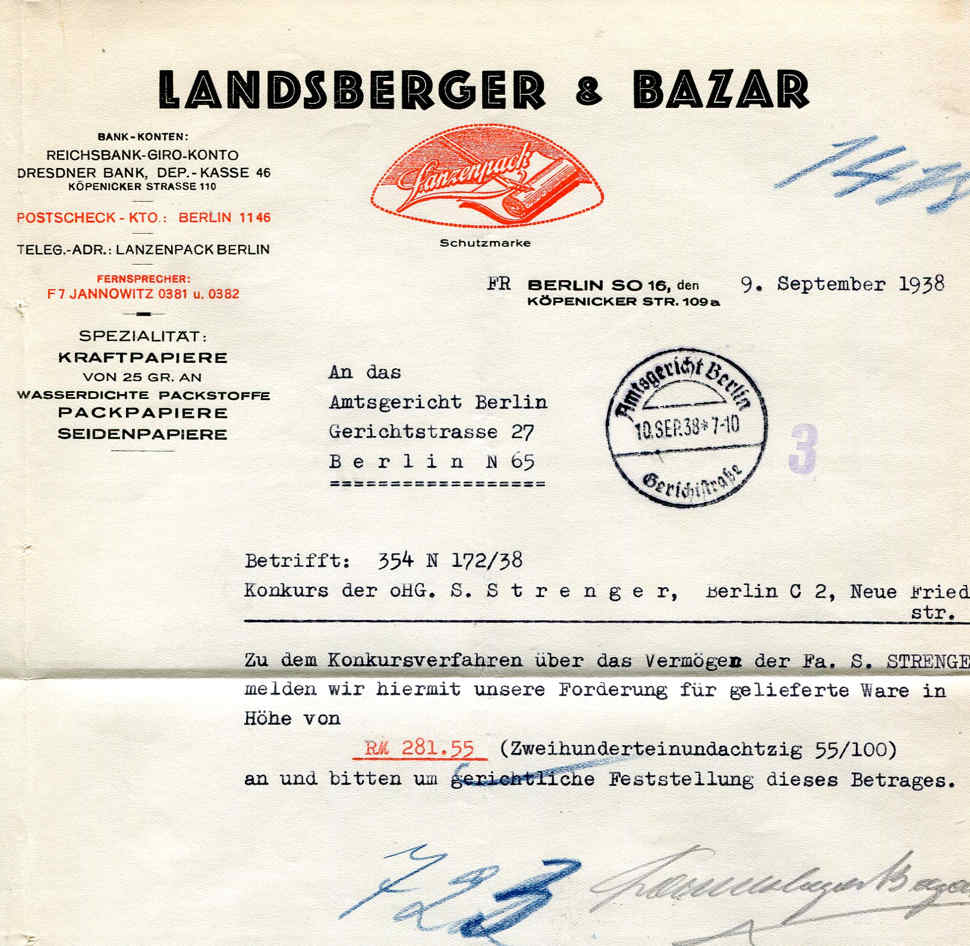 LANDSBERGER & BAZAR
BANK-KONTEN:
REICHSBANK-GIRO-KONTO
DRESDNER BANK, DEP.-KASSE 46
KÖPENICKER STRASSE 110
POSTSCHECK-KTO.: BERLIN 1146
TELEG.-ADR.: LANZENPACK BERLIN
FERNSPRECHER:
F7 JANNOWITZ 0381 u. 0382
SPEZIALITÄT:
KRAFTPAPIERE
VON 25 GR. AN
WASSERDICHTE PACKSTOFFE
PACKPAPIERE
SEIDENPAPIERE
Lanzenpack
Schutzmarke
FR BERLIN SO 16, den 9. September 1938
KÖPENICKER STR. 109a
An das
Amtsgericht Berlin
Gerichtstrasse 27
B e r l i n N 65
Amtsgericht Berlin
10.SEP.38*7-10
Gerichtstraße
3
Betrifft: 354 N 172/38
Konkurs der oHG. S. S t r e n g e r, Berlin C 2, Neue Fried
str.
Zu dem Konkursverfahren über das Vermögen der Fa. S. STRENGE
melden wir hiermit unsere Forderung für gelieferte Ware in
Höhe von
RM 281.55 (Zweihunderteinundachtzig 55/100)
an und bitten um gerichtliche Feststellung dieses Betrages.
723